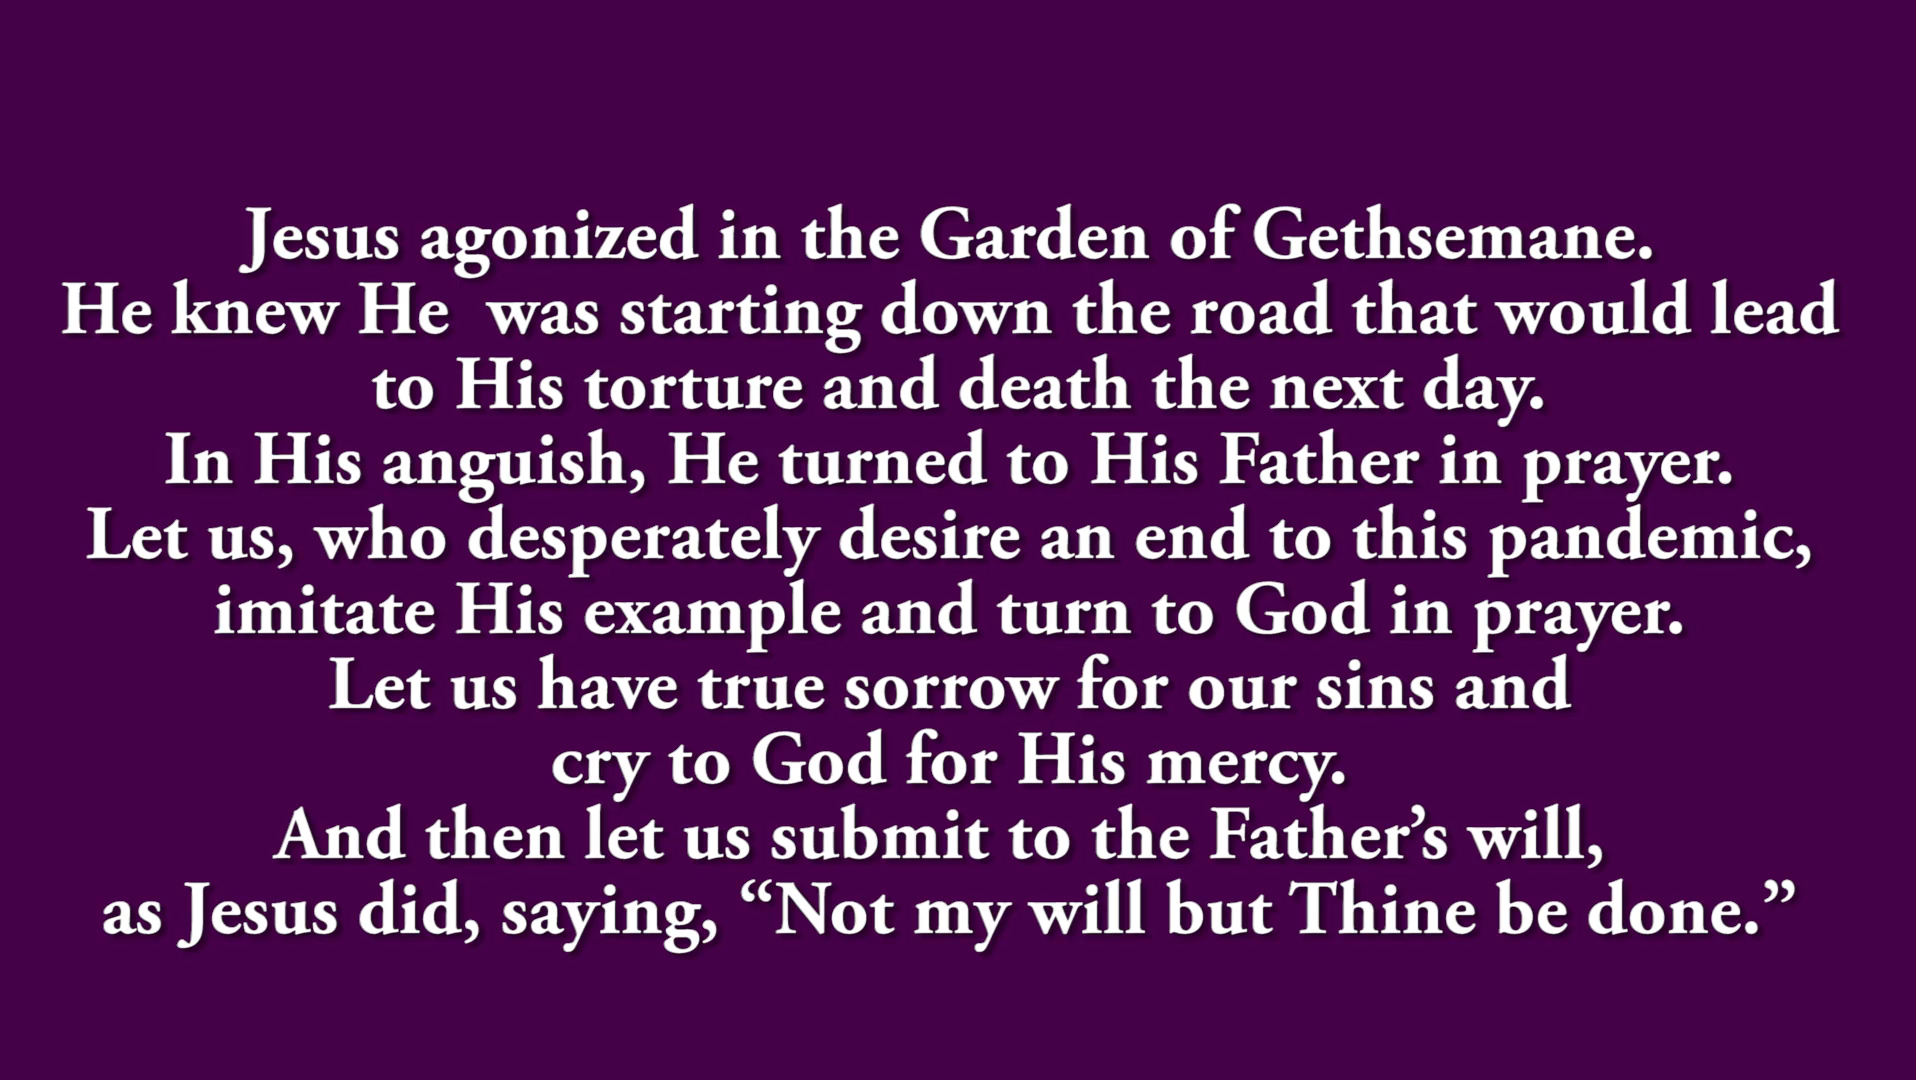 Jesus agonized in the Garden of Gethsemane.
He knew He  was starting down the road that would lead
to His torture and death the next day.
In His anguish, He turned to His Father in prayer.
Let us, who desperately desire an end to this pandemic,
imitate His example and turn to God in prayer.
Let us have true sorrow for our sins and
cry to God for His mercy.
And then let us submit to the Father’s will,
as Jesus did, saying, “Not my will but Thine be done.”